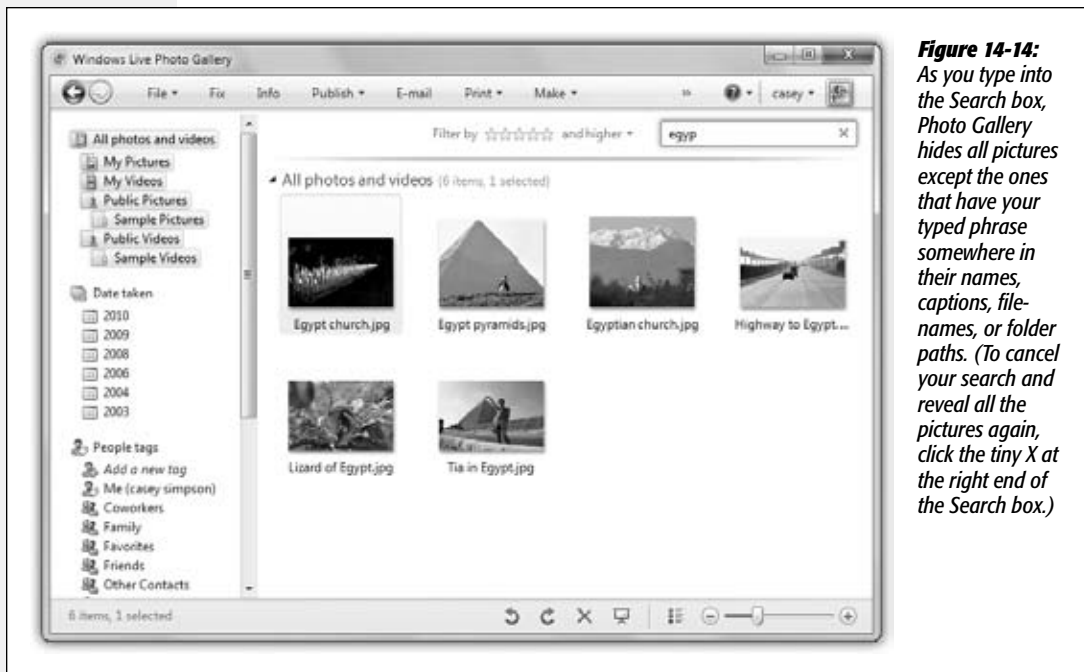 Windows Live Photo Gallery
File Fix Info Publish E-mail Print Make » casey
Filter by and higher
egyp
All photos and videos
My Pictures
My Videos
Public Pictures
Sample Pictures
Public Videos
Sample Videos
Date taken
2010
2009
2008
2006
2004
2003
People tags
Add a new tag
Me (casey simpson)
Coworkers
Family
Favorites
Friends
Other Contacts
All photos and videos (6 items, 1 selected)
Egypt church.jpg
Egypt pyramids.jpg
Egyptian church.jpg
Highway to Egypt....
Lizard of Egypt.jpg
Tia in Egypt.jpg
6 items, 1 selected
Figure 14-14:
As you type into
the Search box,
Photo Gallery
hides all pictures
except the ones
that have your
typed phrase
somewhere in
their names,
captions, file-
names, or folder
paths. (To cancel
your search and
reveal all the
pictures again,
click the tiny X at
the right end of
the Search box.)